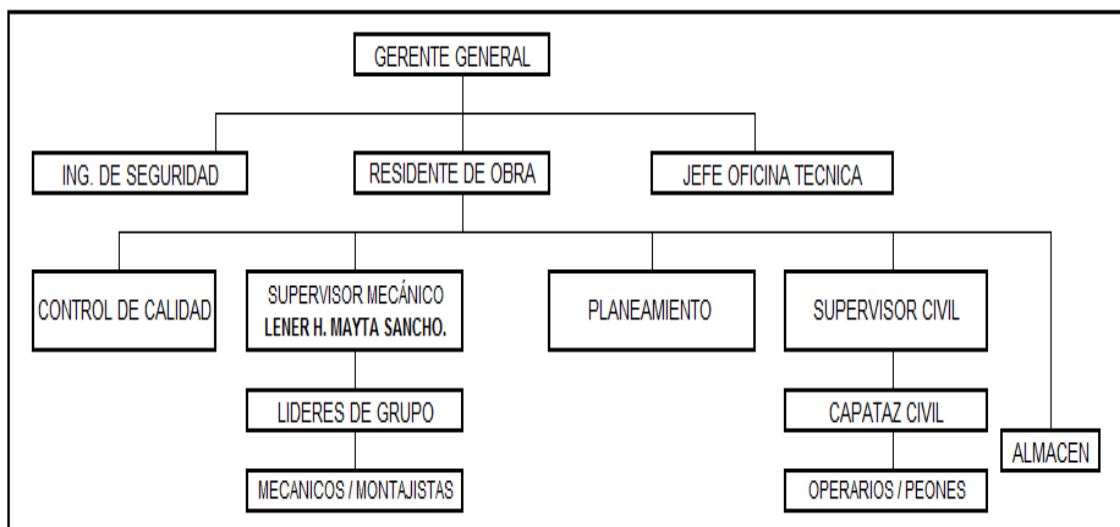 GERENTE GENERAL
ING. DE SEGURIDAD
RESIDENTE DE OBRA
JEFE OFICINA TECNICA
CONTROL DE CALIDAD
SUPERVISOR MECÁNICO
LENER H. MAYTA SANCHO.
PLANEAMIENTO
SUPERVISOR CIVIL
LIDERES DE GRUPO
CAPATAZ CIVIL
ALMACEN
MECANICOS / MONTAJISTAS
OPERARIOS / PEONES